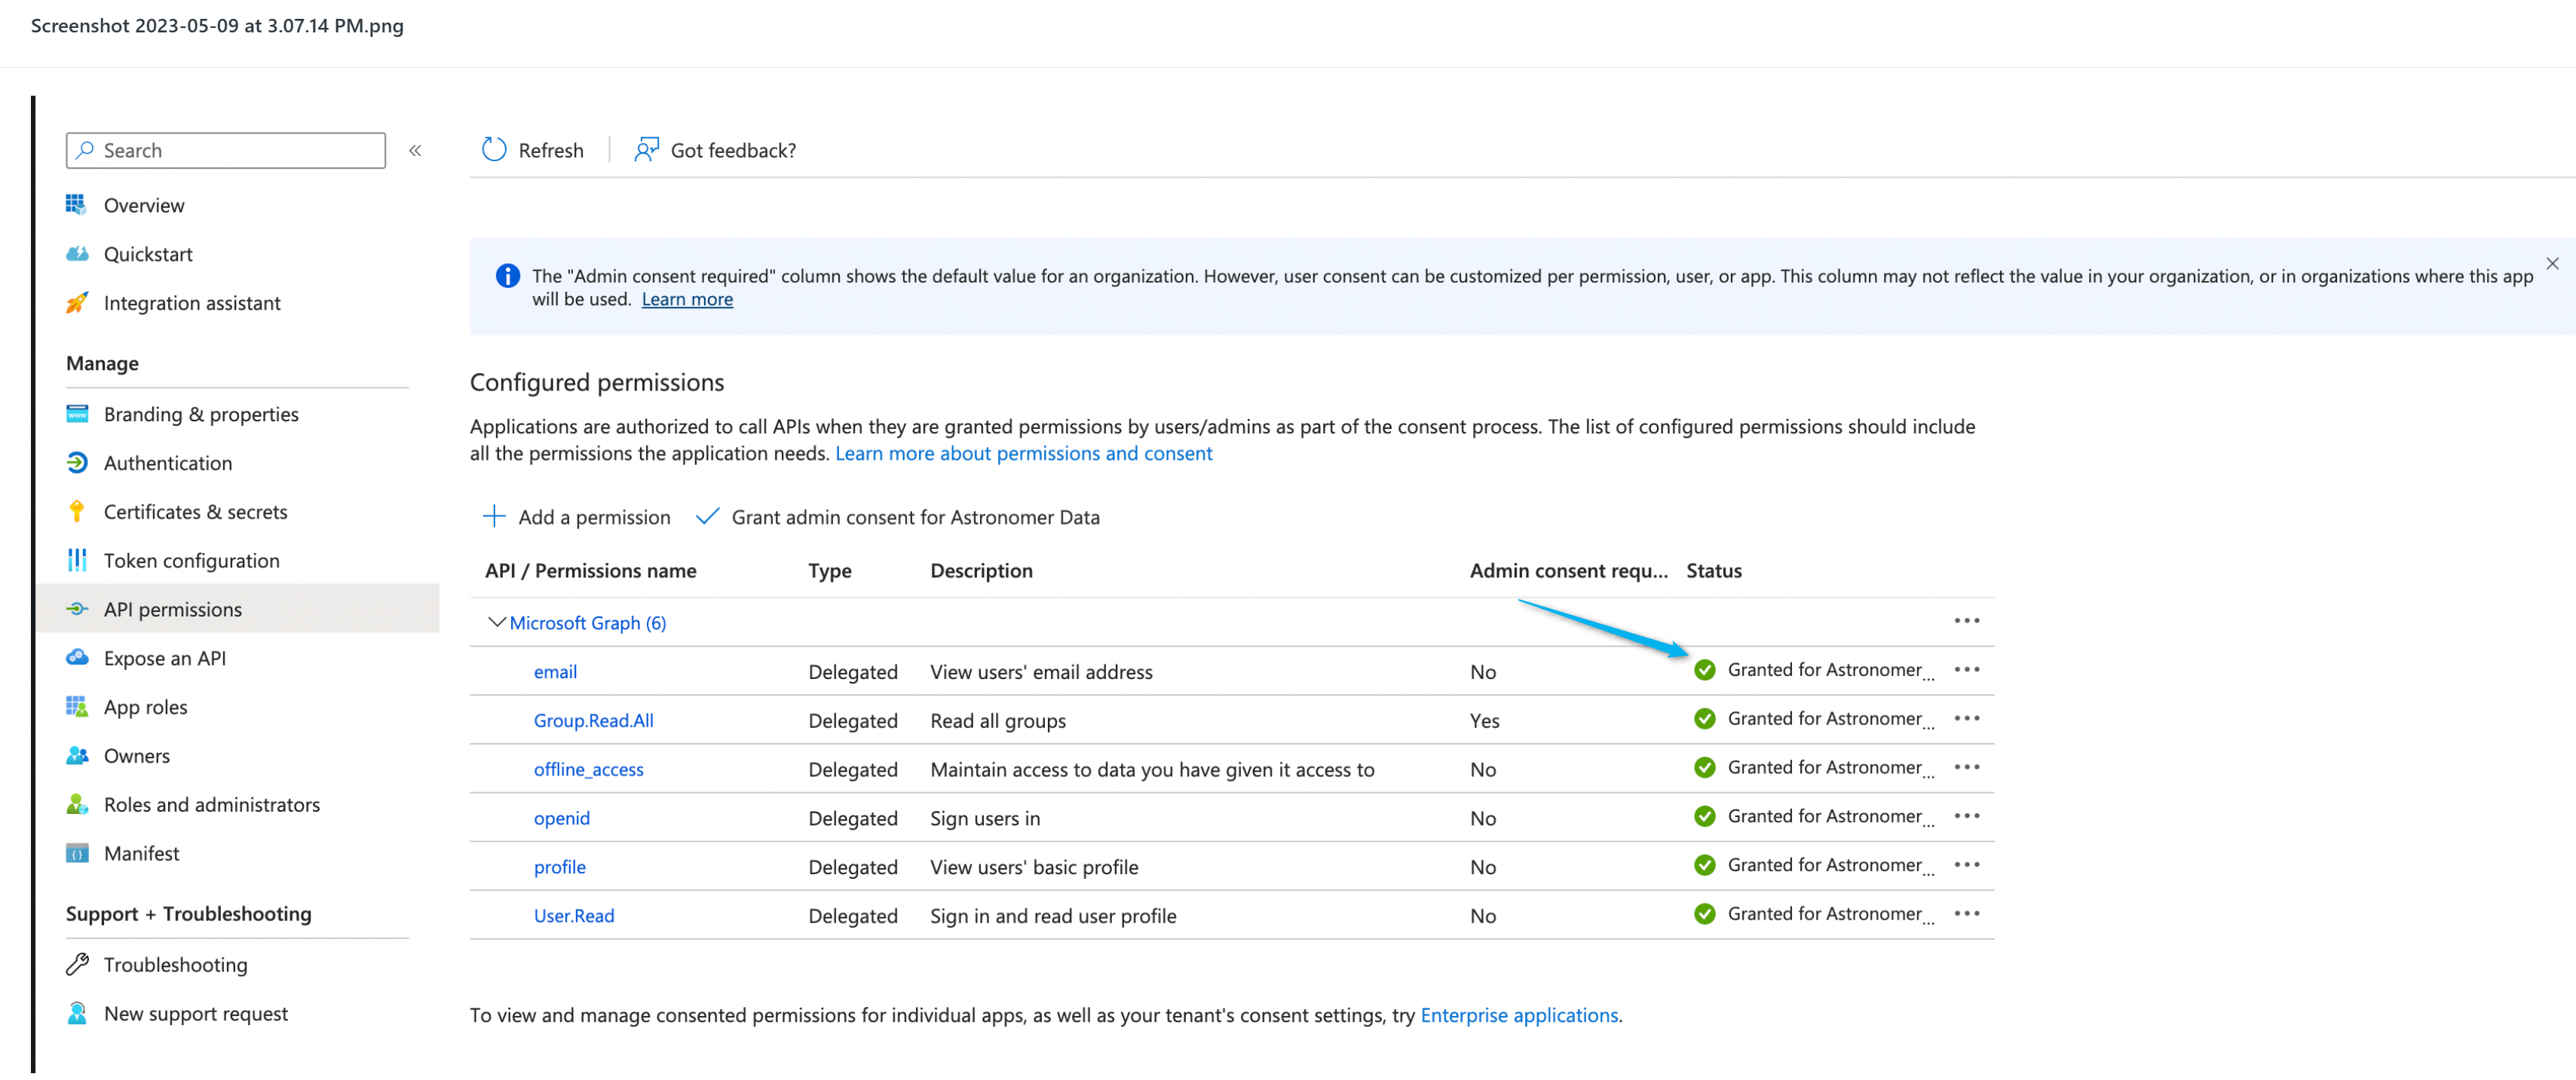 Screenshot 2023-05-09 at 3.07.14 PM.png
Search
«
Refresh
Got feedback?
Overview
Quickstart
Integration assistant
Manage
Branding & properties
Authentication
Certificates & secrets
Token configuration
API permissions
Expose an API
App roles
Owners
Roles and administrators
Manifest
Support + Troubleshooting
Troubleshooting
New support request
The "Admin consent required" column shows the default value for an organization. However, user consent can be customized per permission, user, or app. This column may not reflect the value in your organization, or in organizations where this app
will be used. Learn more
Configured permissions
Applications are authorized to call APIs when they are granted permissions by users/admins as part of the consent process. The list of configured permissions should include
all the permissions the application needs. Learn more about permissions and consent
Add a permission
Grant admin consent for Astronomer Data
API / Permissions name Type Description Admin consent requ... Status
Microsoft Graph (6)
email Delegated View users' email address No Granted for Astronomer...
Group.Read.All Delegated Read all groups Yes Granted for Astronomer...
offline_access Delegated Maintain access to data you have given it access to No Granted for Astronomer...
openid Delegated Sign users in No Granted for Astronomer...
profile Delegated View users' basic profile No Granted for Astronomer...
User.Read Delegated Sign in and read user profile No Granted for Astronomer...
To view and manage consented permissions for individual apps, as well as your tenant's consent settings, try Enterprise applications.